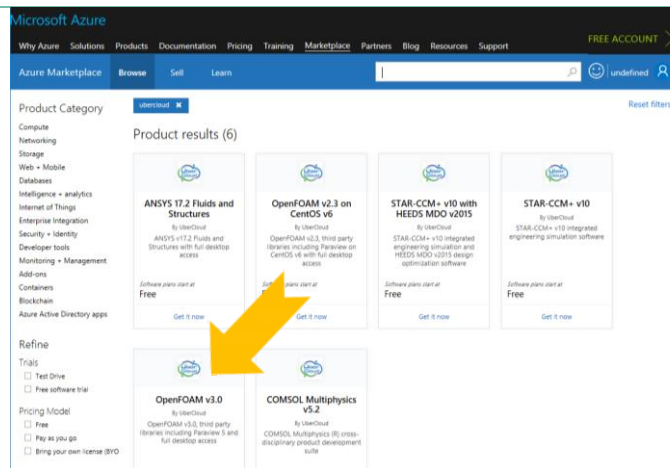 Microsoft Azure
Why Azure Solutions Products Documentation Pricing Training Marketplace Partners Blog Resources Support
FREE ACCOUNT
Azure Marketplace Browse Sell Learn
undefined
Product Category
Compute
Networking
Storage
Web + Mobile
Databases
Intelligence + analytics
Internet of Things
Enterprise Integration
Security + Identity
Developer tools
Monitoring + Management
Add-ons
Containers
Blockchain
Azure Active Directory apps
Refine
Trials
Test Drive
Free software trial
Pricing Model
Free
Pay as you go
Bring your own license (BYO
ubercloud
Reset filters
Product results (6)
ANSYS 17.2 Fluids and
Structures
By UberCloud
ANSYS v17.2 Fluids and
Structures with full desktop
access
Software plans start at
Free
Get it now
OpenFOAM v2.3 on
CentOS v6
By UberCloud
OpenFOAM v2.3, third party
libraries including Paraview on
CentOS v6 with full desktop
access
plans start at
Get it now
STAR-CCM+ v10 with
HEEDS MDO v2015
By UberCloud
STAR-CCM+ v10 integrated
engineering simulation and
HEEDS MDO v2015 design
optimization software
Software plans start at
Free
Get it now
STAR-CCM+ v10
By UberCloud
STAR-CCM+ v10 integrated
engineering simulation software
Software plans start at
Free
Get it now
OpenFOAM v3.0
By UberCloud
OpenFOAM v3.0, third party
libraries including Paraview 5 and
full desktop access
COMSOL Multiphysics
v5.2
By UberCloud
COMSOL Multiphysics (R) cross-
disciplinary product development
suite